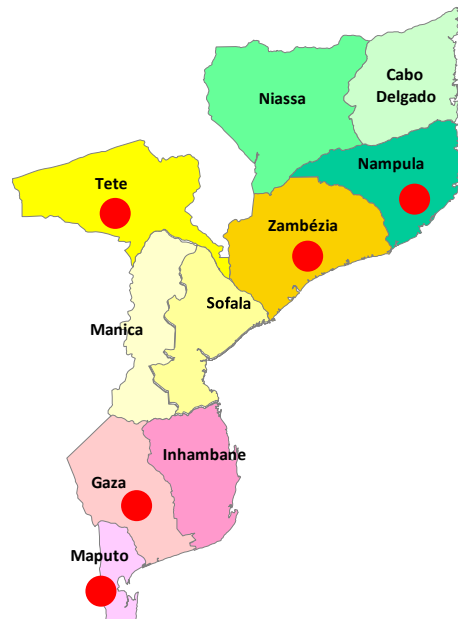 Cabo
Delgado
Niassa
Nampula
Tete
Zambézia
Sofala
Manica
Inhambane
Gaza
Maputo